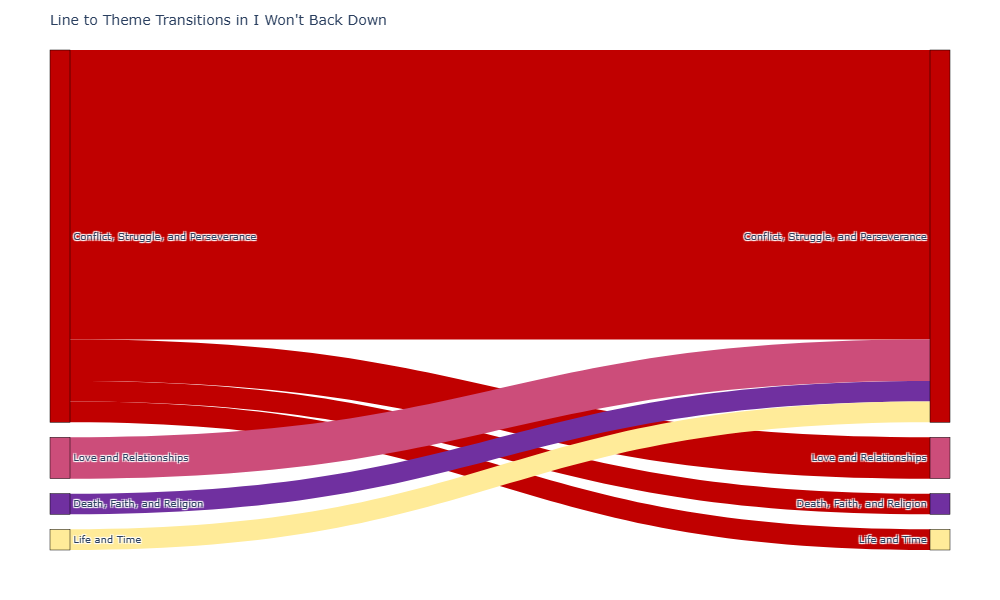 Line to Theme Transitions in I Won't Back Down
Conflict, Struggle, and Perseverance
Conflict, Struggle, and Perseverance
Love and Relationships
Love and Relationships
Death, Faith, and Religion
Death, Faith, and Religion
Life and Time
Life and Time